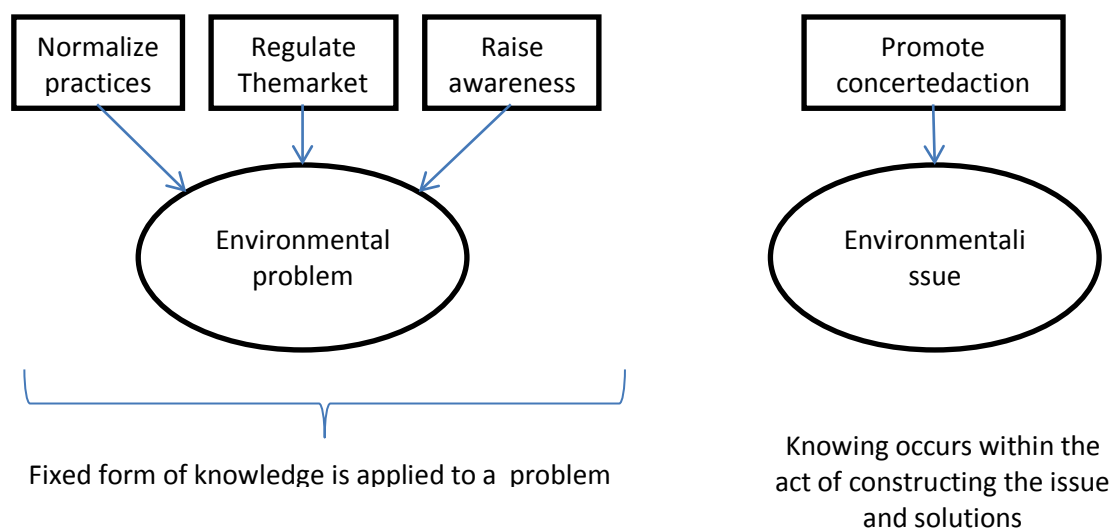 Normalize
practices
Regulate
Themarket
Raise
awareness
Promote
concertedaction
Environmental
problem
Environmentali
ssue
Fixed form of knowledge is applied to a problem
Knowing occurs within the
act of constructing the issue
and solutions